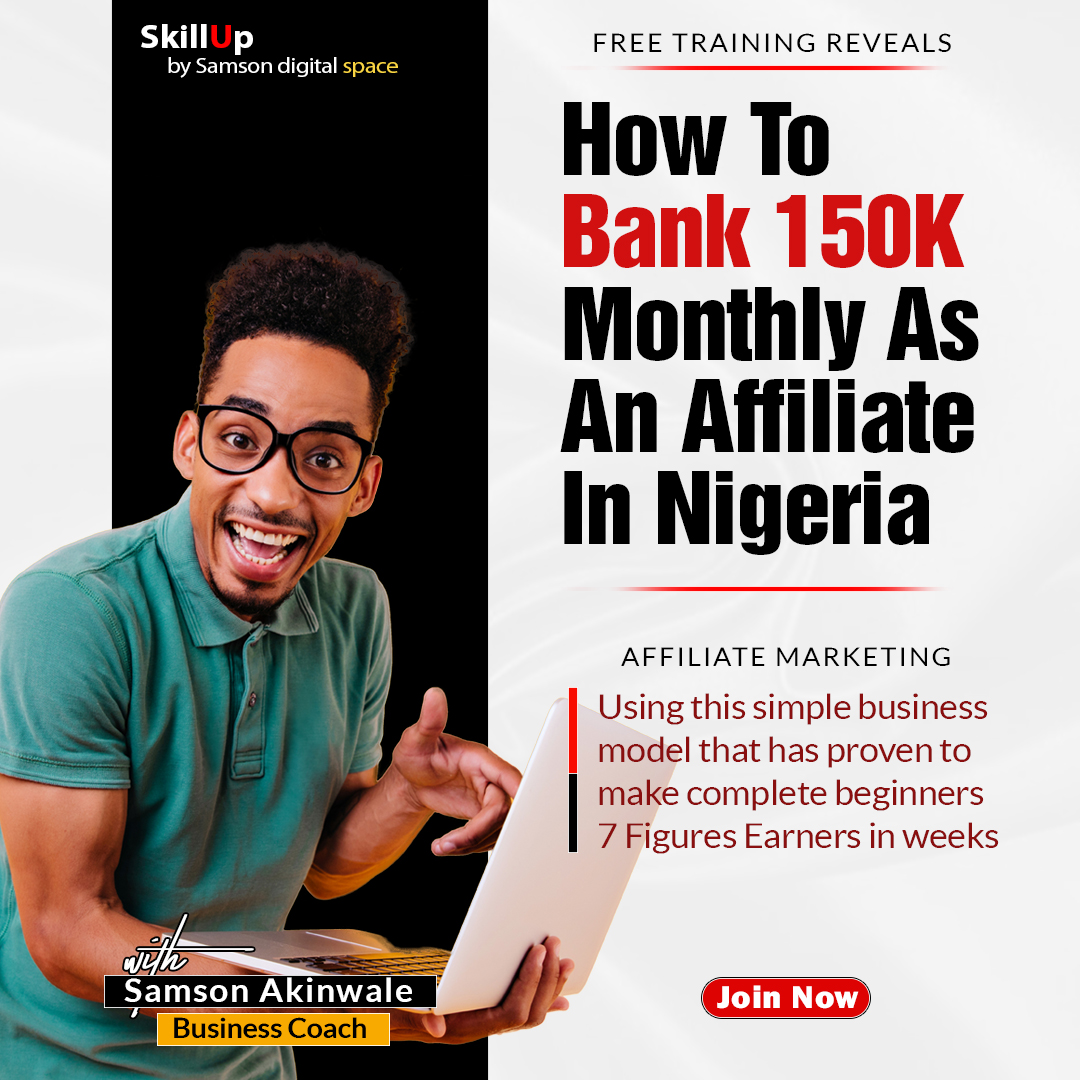 SkillUp
by Samson digital space
FREE TRAINING REVEALS
How To
Bank 150K
Monthly As
An Affiliate
In Nigeria
AFFILIATE MARKETING
Using this simple business
model that has proven to
make complete beginners
7 Figures Earners in weeks
with
Samson Akinwale
Business Coach
Join Now